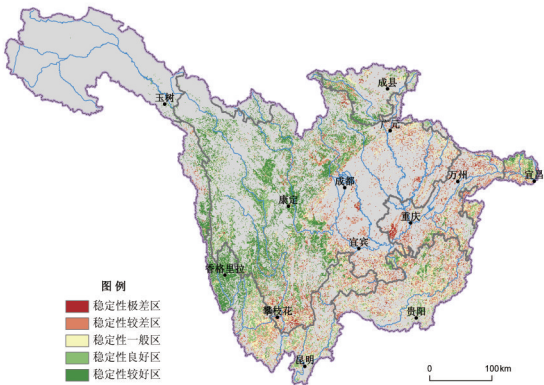 成县
玉树
广元
万州
宜昌
成都
康定
重庆
宜宾
香格里拉
攀枝花
贵阳
昆明
图 例
稳定性极差区
稳定性较差区
稳定性一般区
稳定性良好区
稳定性较好区
0 100km